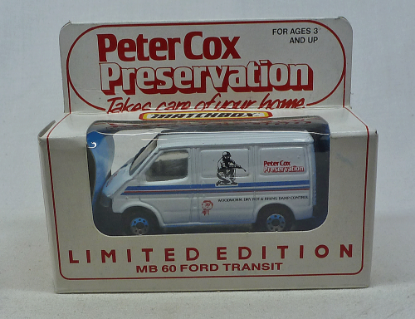 Peter Cox
FOR AGES 3
AND UP
Preservation
Takes care of your home
MATCHBOX
Peter Cox
Preservation
LIMITED EDITION
MB 60 FORD TRANSIT